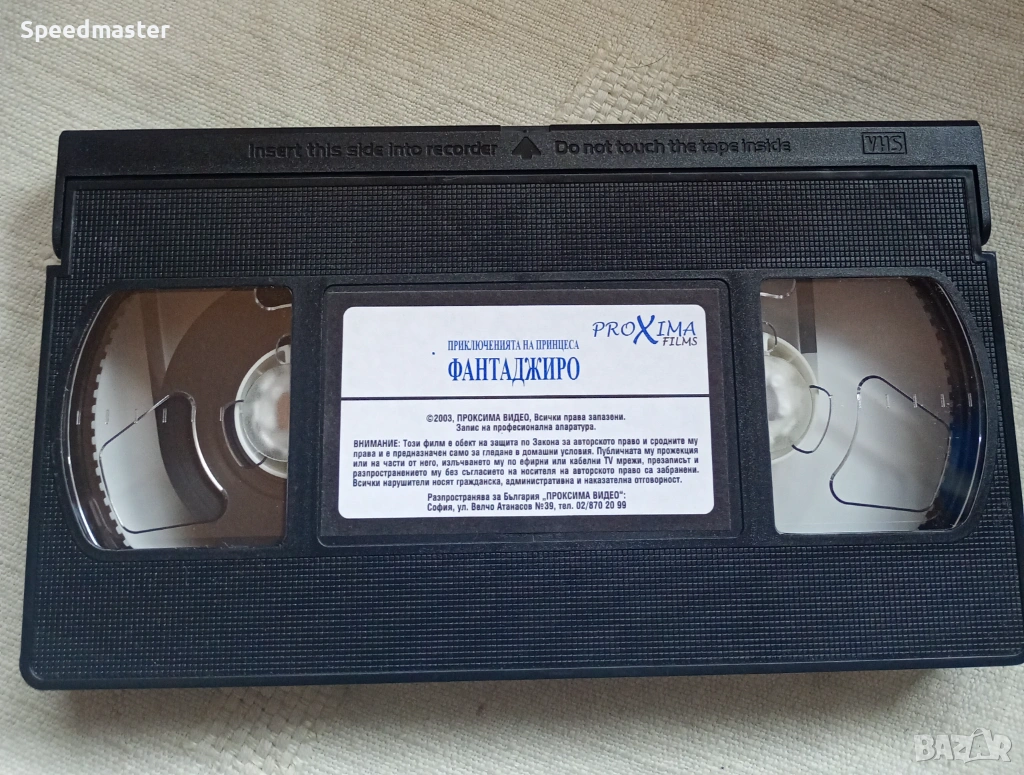 Speedmaster
Insert this side into recorder Do not touch the tape inside VHS
PROXIMA
FILMS
ПРИКЛЮЧЕНИЯТА НА ПРИНЦЕСА
ФАНТАДЖИРО
©2003, ПРОКСИМА ВИДЕО, Всички права запазени.
Запис на професионална апаратура.
ВНИМАНИЕ: Този филм е обект на защита по Закона за авторското право и сродните му
права и е предназначен само за гледане в домашни условия. Публичната му прожекция
или на части от него, излъчването му по ефирни или кабелни TV мрежи, презаписът и
разпространението му без съгласието на носителя на авторското право са забранени.
Всички нарушители носят гражданска, административна и наказателна отговорност.
Разпространява за България „ПРОКСИМА ВИДЕО":
София, ул. Велчо Атанасов №39, тел. 02/870 20 99
BAZAR